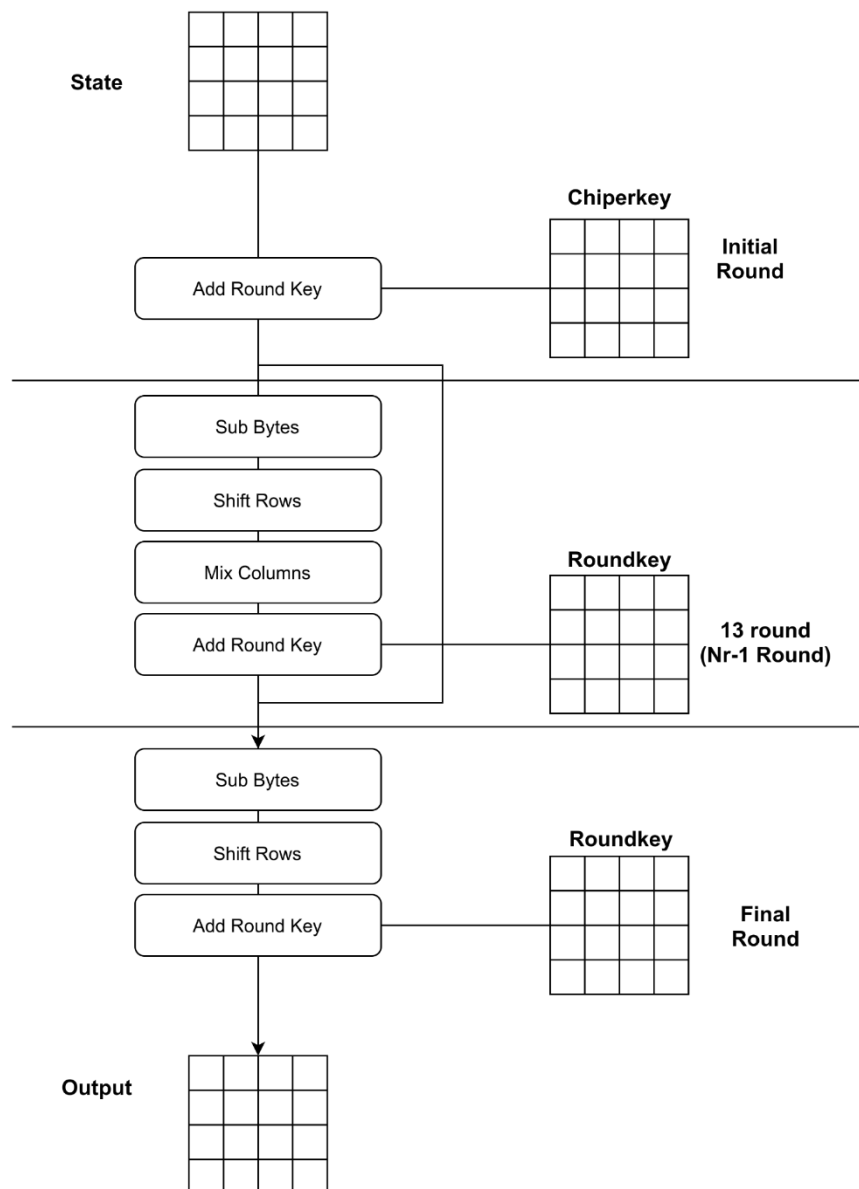 State
Chiperkey
Initial
Round
Add Round Key
Sub Bytes
Shift Rows
Mix Columns
Add Round Key
Roundkey
13 round
(Nr-1 Round)
Sub Bytes
Shift Rows
Add Round Key
Roundkey
Final
Round
Output